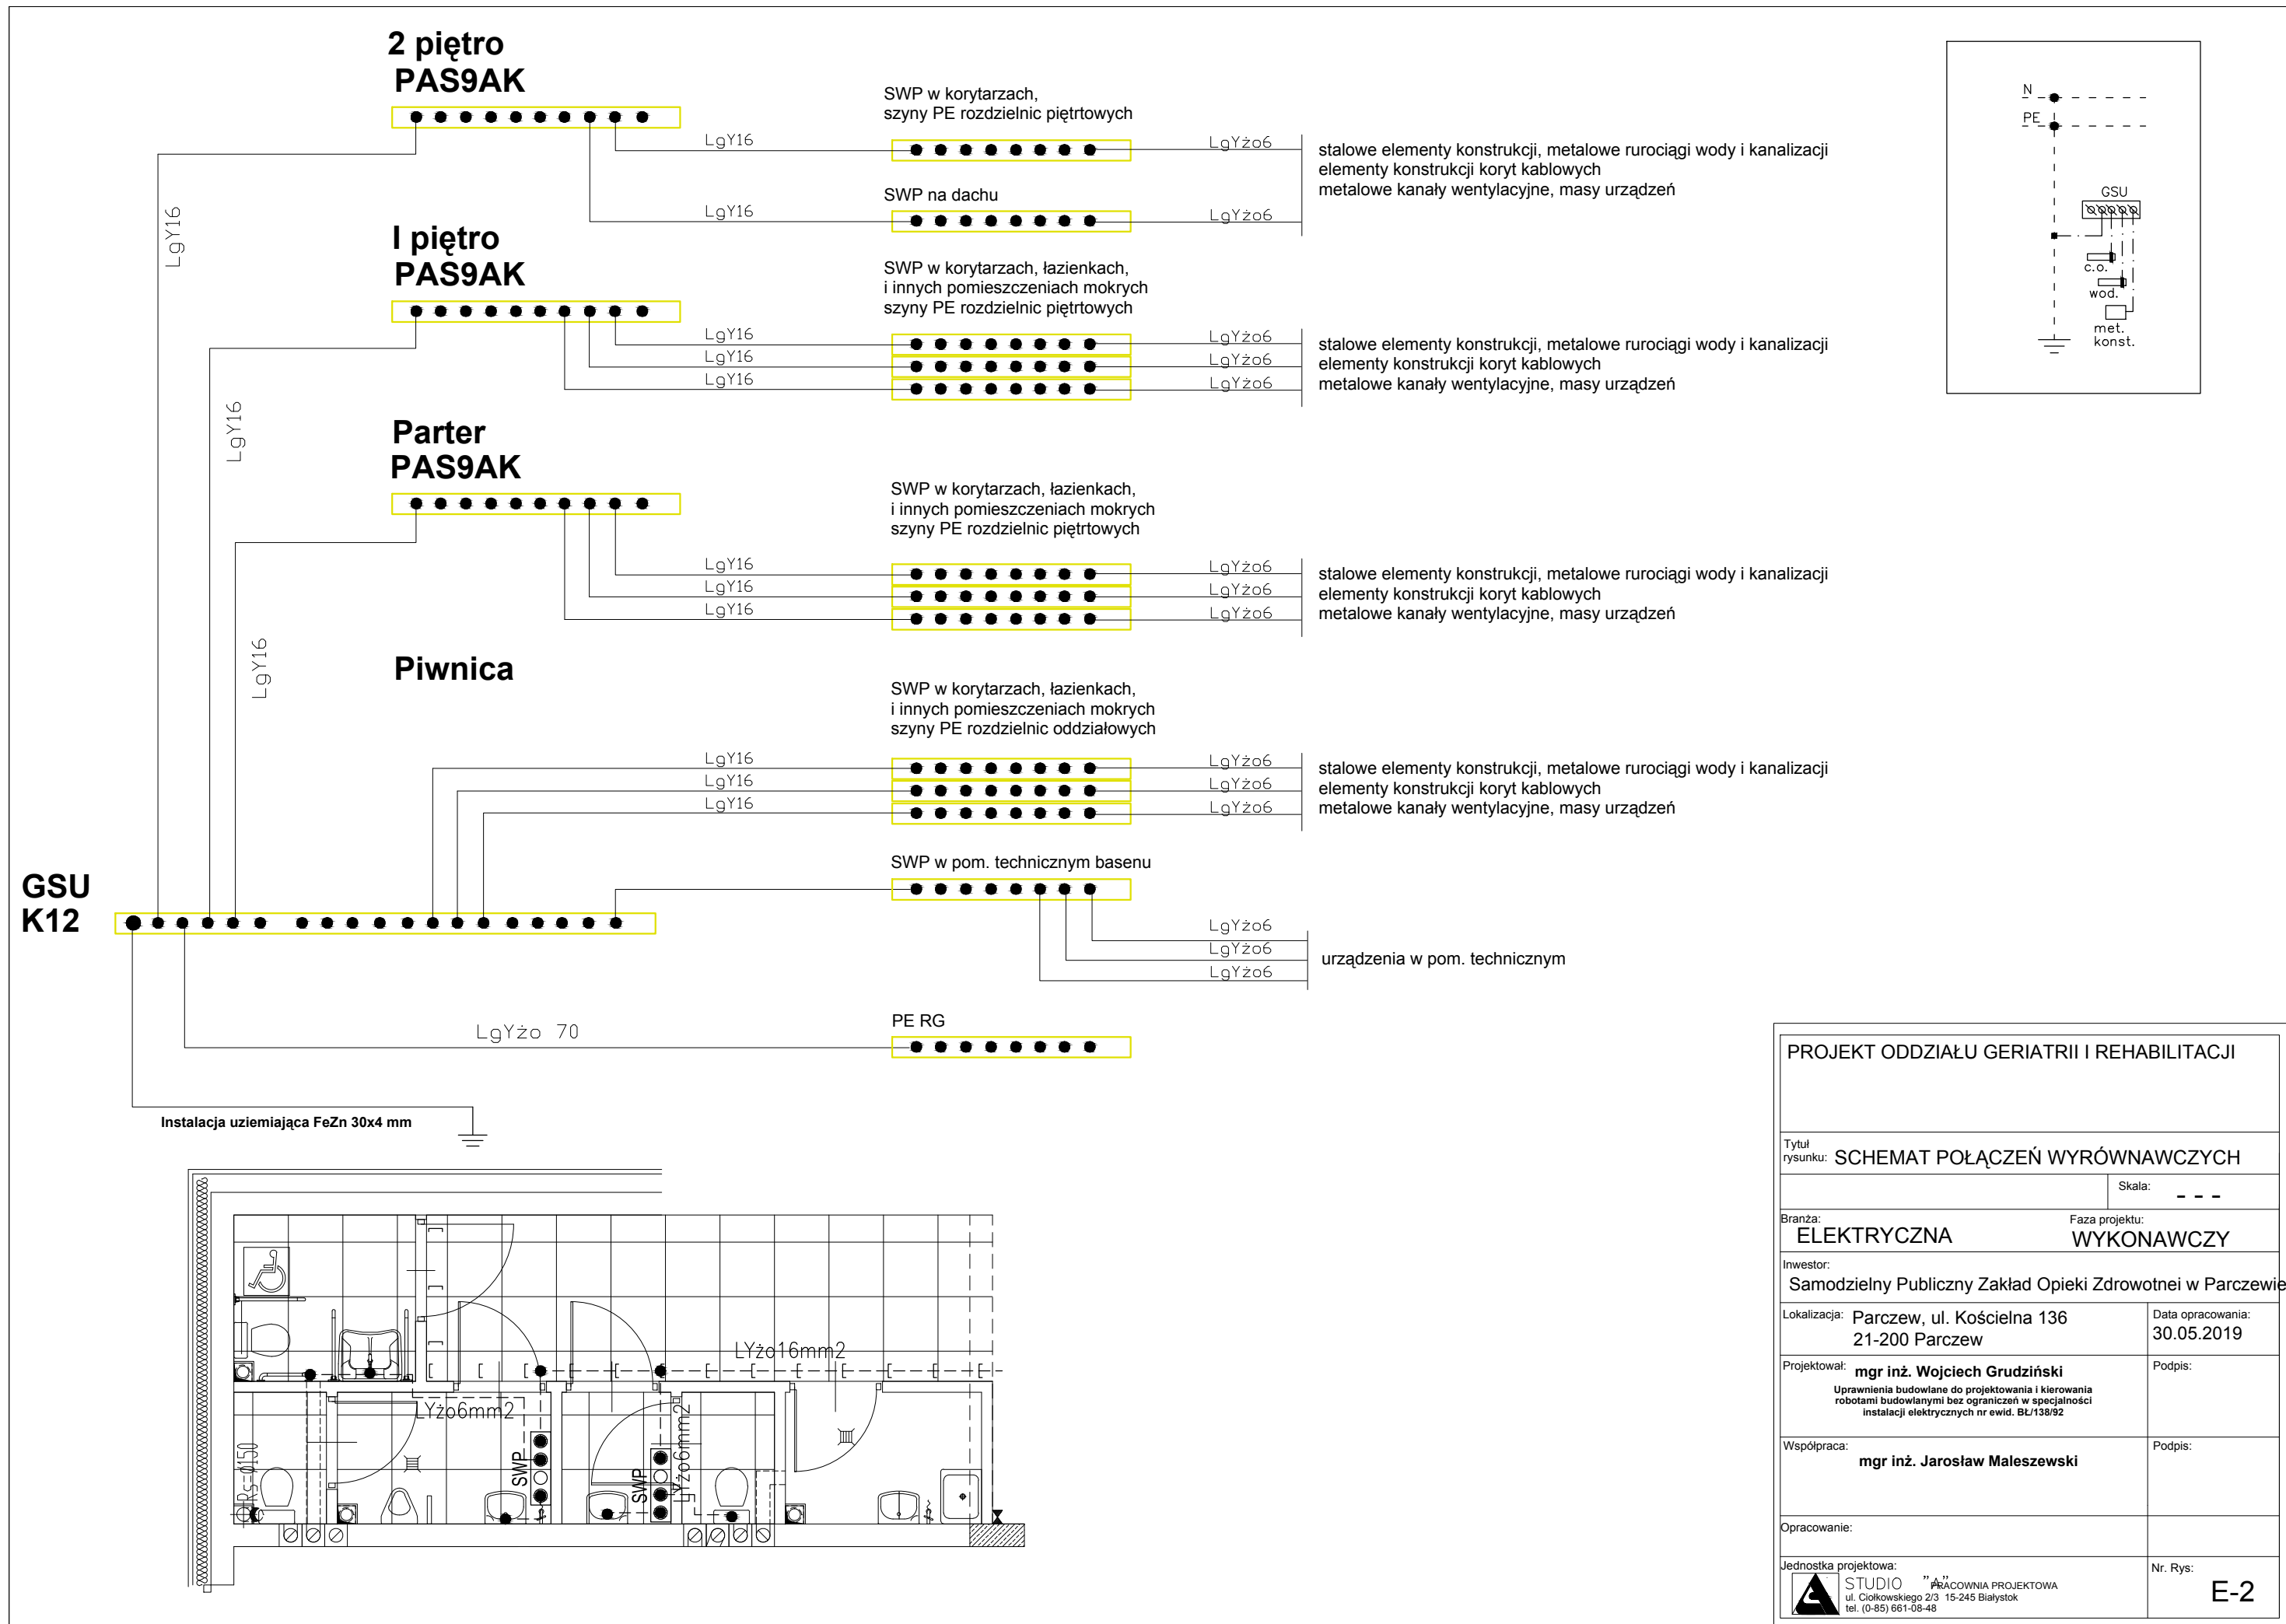 2 piętro
PAS9AK
SWP w korytarzach,
szyny PE rozdzielnic piętrtowych
LgY16
LgYżo6
stalowe elementy konstrukcji, metalowe rurociągi wody i kanalizacji
elementy konstrukcji koryt kablowych
metalowe kanały wentylacyjne, masy urządzeń
SWP na dachu
LgY16
LgYżo6
LgY16
N
PE
GSU
c.o.
wod.
met.
konst.
I piętro
PAS9AK
SWP w korytarzach, łazienkach,
i innych pomieszczeniach mokrych
szyny PE rozdzielnic piętrtowych
LgY16
LgYżo6
LgY16
LgYżo6
LgY16
LgYżo6
stalowe elementy konstrukcji, metalowe rurociągi wody i kanalizacji
elementy konstrukcji koryt kablowych
metalowe kanały wentylacyjne, masy urządzeń
LgY16
Parter
PAS9AK
SWP w korytarzach, łazienkach,
i innych pomieszczeniach mokrych
szyny PE rozdzielnic piętrtowych
LgY16
LgYżo6
LgY16
LgYżo6
LgY16
LgYżo6
stalowe elementy konstrukcji, metalowe rurociągi wody i kanalizacji
elementy konstrukcji koryt kablowych
metalowe kanały wentylacyjne, masy urządzeń
LgY16
Piwnica
SWP w korytarzach, łazienkach,
i innych pomieszczeniach mokrych
szyny PE rozdzielnic oddziałowych
LgY16
LgYżo6
LgY16
LgYżo6
LgY16
LgYżo6
stalowe elementy konstrukcji, metalowe rurociągi wody i kanalizacji
elementy konstrukcji koryt kablowych
metalowe kanały wentylacyjne, masy urządzeń
SWP w pom. technicznym basenu
GSU
K12
LgYżo6
LgYżo6
LgYżo6
urządzenia w pom. technicznym
LgYżo 70
PE RG
Instalacja uziemiająca FeZn 30x4 mm
LYżo16mm2
LYżo6mm2
LYżo6mm2
SWP
SWP
RS=Ø150
PROJEKT ODDZIAŁU GERIATRII I REHABILITACJI
Tytuł
rysunku: SCHEMAT POŁĄCZEŃ WYRÓWNAWCZYCH
Skala: - - -
Branża:
ELEKTRYCZNA
Faza projektu:
WYKONAWCZY
Inwestor:
Samodzielny Publiczny Zakład Opieki Zdrowotnei w Parczewie
Lokalizacja: Parczew, ul. Kościelna 136
21-200 Parczew
Data opracowania:
30.05.2019
Projektował: mgr inż. Wojciech Grudziński
Uprawnienia budowlane do projektowania i kierowania
robotami budowlanymi bez ograniczeń w specjalności
instalacji elektrycznych nr ewid. BŁ/138/92
Podpis:
Współpraca:
mgr inż. Jarosław Maleszewski
Podpis:
Opracowanie:
Jednostka projektowa:
STUDIO "A" PRACOWNIA PROJEKTOWA
ul. Ciołkowskiego 2/3 15-245 Białystok
tel. (0-85) 661-08-48
Nr. Rys:
E-2